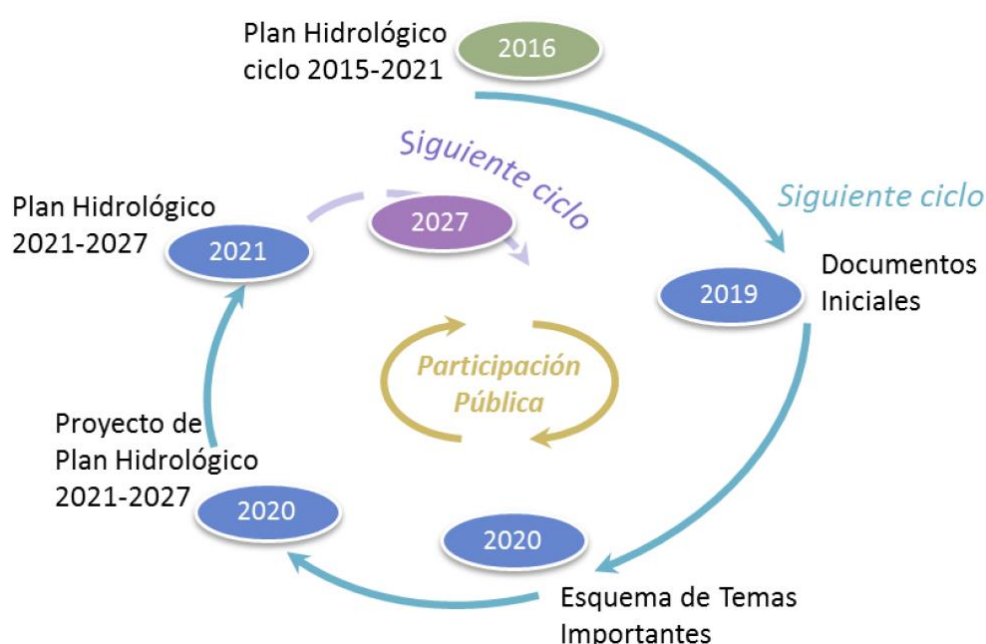 Plan Hidrológico
ciclo 2015-2021
2016
Siguiente ciclo
Siguiente ciclo
Plan Hidrológico
2021-2027
2021
2027
2019
Documentos
Iniciales
Participación
Pública
Proyecto de
Plan Hidrológico
2021-2027
2020
2020
Esquema de Temas
Importantes